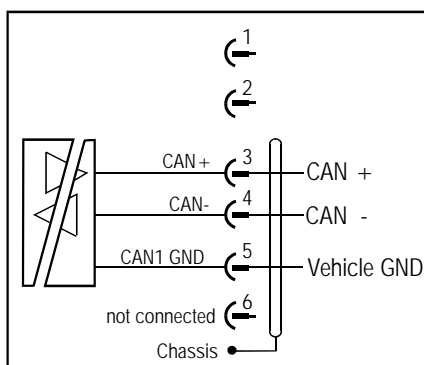 1
2
CAN+ 3 CAN +
CAN- 4 CAN -
CAN1 GND 5 Vehicle GND
not connected 6
Chassis